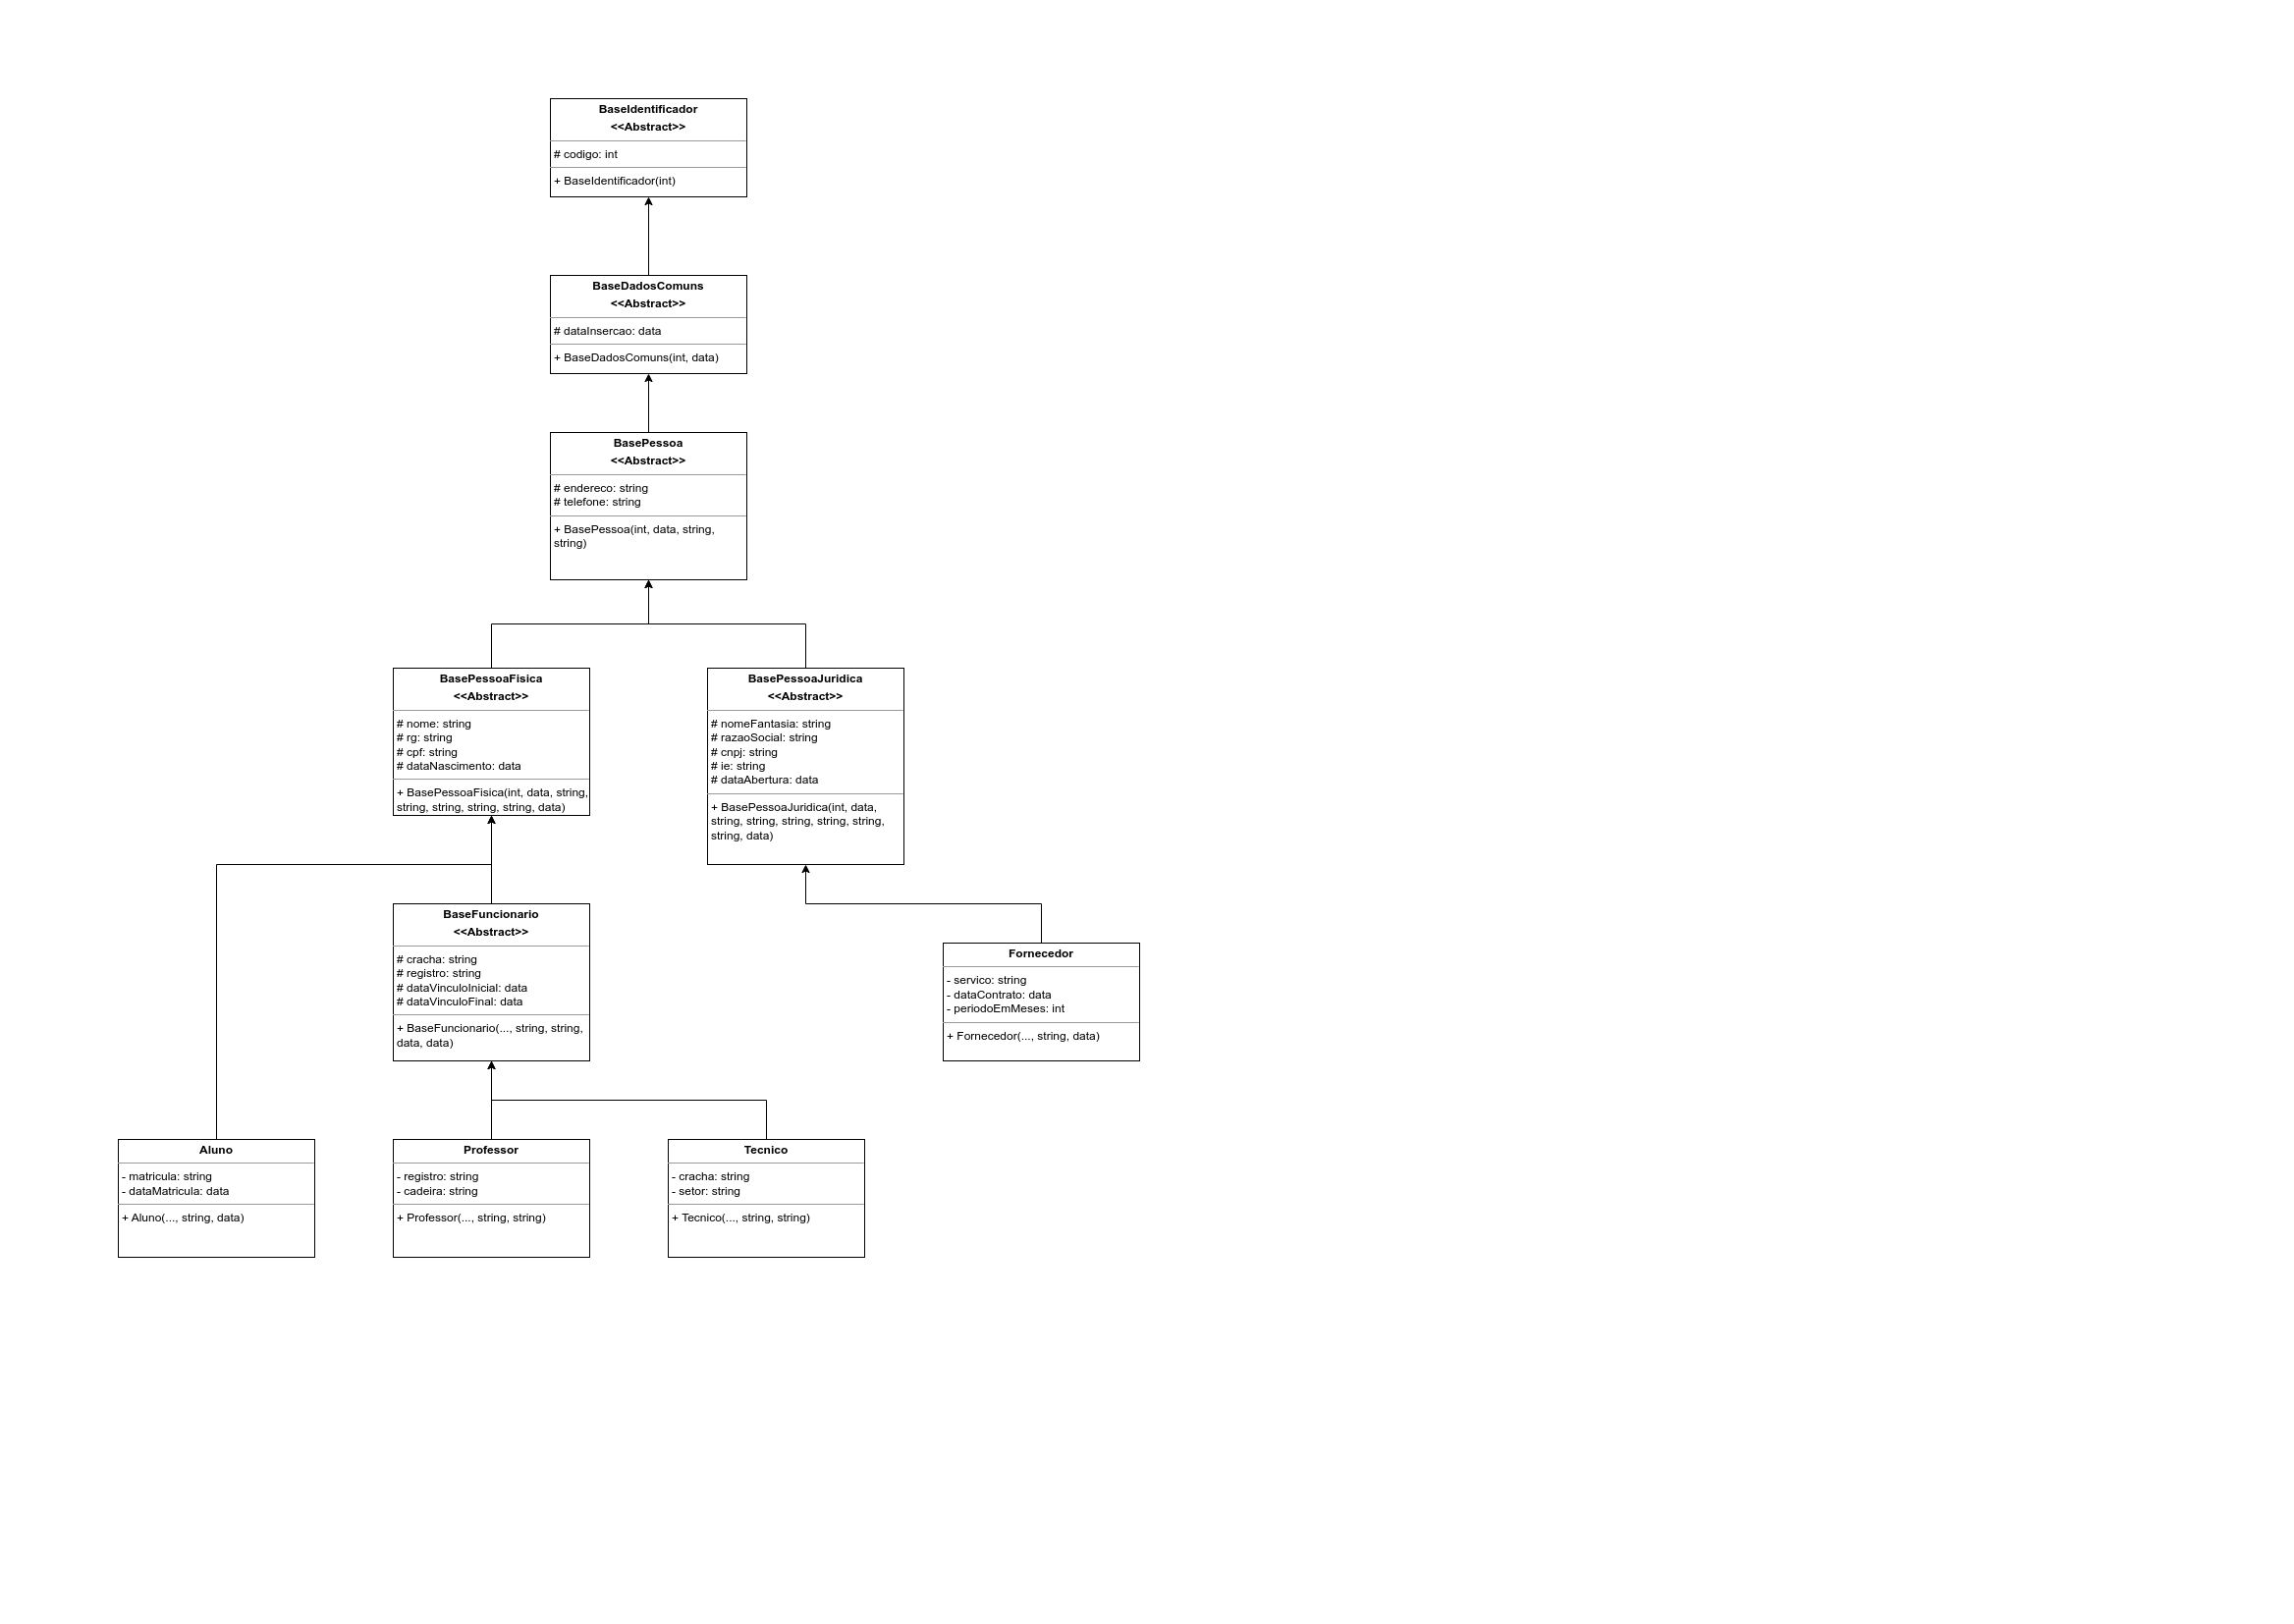 BaseIdentificador
<<Abstract>>
# codigo: int
+ BaseIdentificador(int)
BaseDadosComuns
<<Abstract>>
# dataInsercao: data
+ BaseDadosComuns(int, data)
BasePessoa
<<Abstract>>
# endereco: string
# telefone: string
+ BasePessoa(int, data, string,
string)
BasePessoaFisica
<<Abstract>>
# nome: string
# rg: string
# cpf: string
# dataNascimento: data
+ BasePessoaFisica(int, data, string,
string, string, string, string, data)
BasePessoaJuridica
<<Abstract>>
# nomeFantasia: string
# razaoSocial: string
# cnpj: string
# ie: string
# dataAbertura: data
+ BasePessoaJuridica(int, data,
string, string, string, string, string,
string, data)
BaseFuncionario
<<Abstract>>
# cracha: string
# registro: string
# dataVinculoInicial: data
# dataVinculoFinal: data
+ BaseFuncionario(..., string, string,
data, data)
Fornecedor
- servico: string
- dataContrato: data
- periodoEmMeses: int
+ Fornecedor(..., string, data)
Aluno
- matricula: string
- dataMatricula: data
+ Aluno(..., string, data)
Professor
- registro: string
- cadeira: string
+ Professor(..., string, string)
Tecnico
- cracha: string
- setor: string
+ Tecnico(..., string, string)